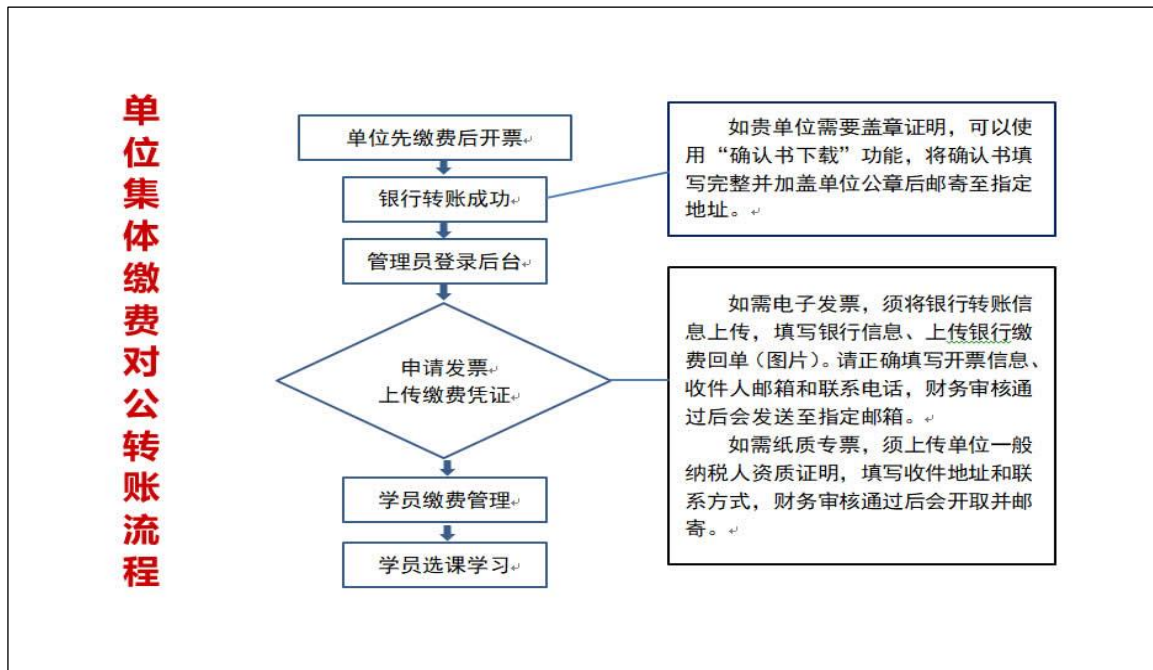 单位集体缴费对公转账流程
单位先缴费后开票
银行转账成功
管理员登录后台
申请发票
上传缴费凭证
学员缴费管理
学员选课学习
如贵单位需要盖章证明，可以使
用“确认书下载”功能，将确认书填
写完整并加盖单位公章后邮寄至指定
地址。
如需电子发票，须将银行转账信
息上传，填写银行信息、上传银行缴
费回单（图片）。请正确填写开票信息、
收件人邮箱和联系电话，财务审核通
过后会发送至指定邮箱。
如需纸质专票，须上传单位一般
纳税人资质证明，填写收件地址和联
系方式，财务审核通过后会开取并邮
寄。